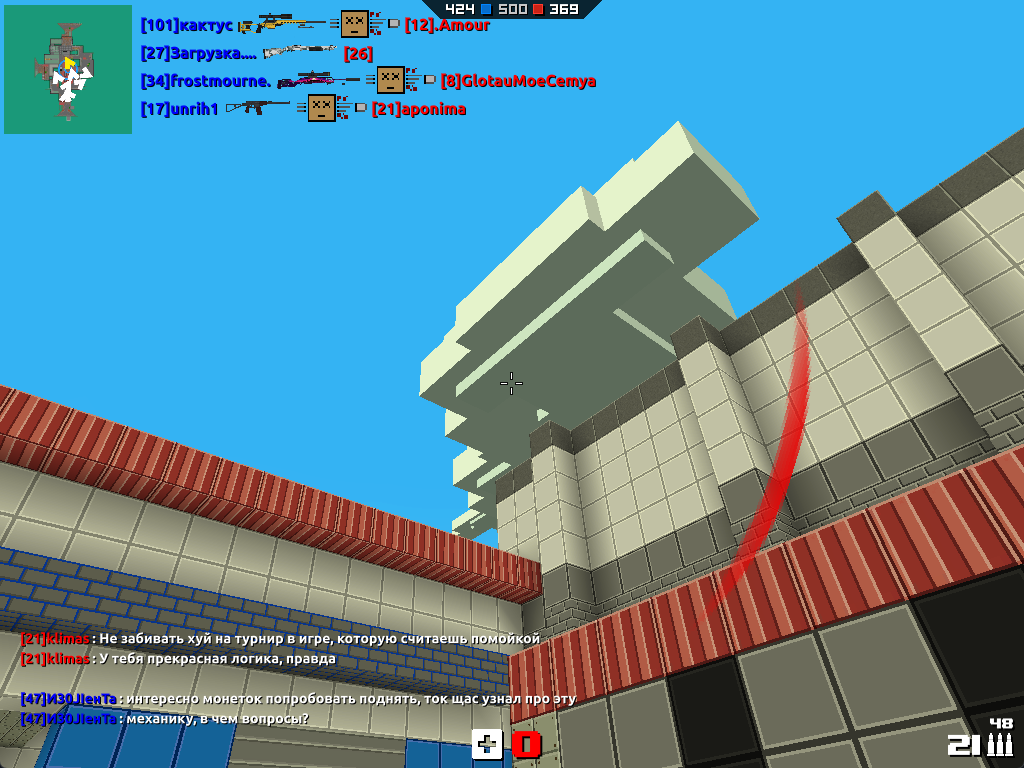 424 500 369
[101]кактус [12].Amour
[27]Загрузка.... [26]
[34]frostmourne. [8]GlotauMoeCemya
[17]unrih1 [21]aponima
[21]klimas : Не забивать хуй на турнир в игре, которую считаешь помойкой
[21]klimas : У тебя прекрасная логика, правда
[47]ИЗ0JIенТа : интересно монеток попробовать поднять, ток щас узнал про эту
[47]ИЗ0JIенТа : механику, в чем вопросы?
0
48
21